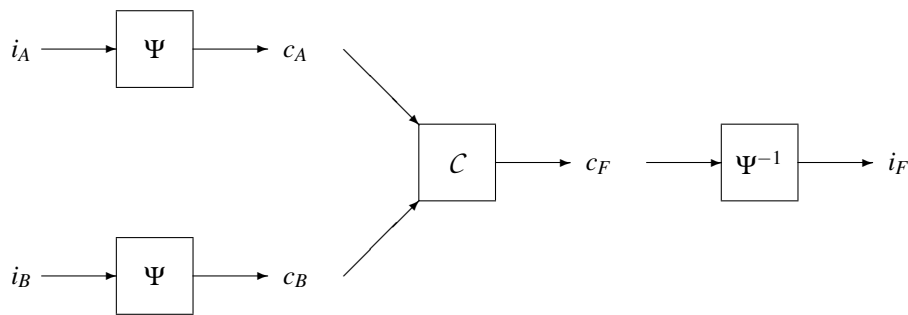 i_A Ψ c_A
C c_F Ψ⁻¹ i_F
i_B Ψ c_B